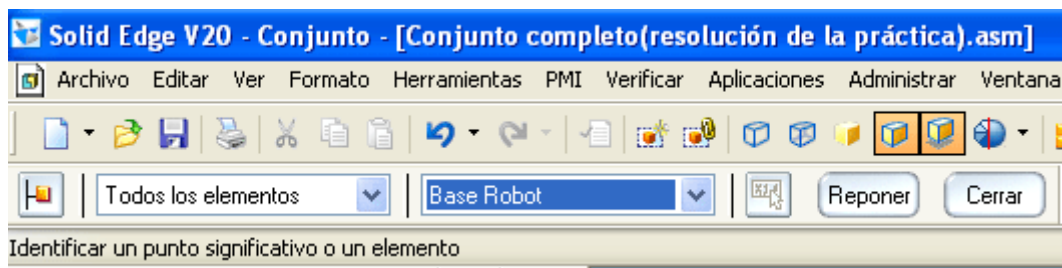 Solid Edge V20 - Conjunto - [Conjunto completo(resolución de la práctica).asm]
Archivo Editar Ver Formato Herramientas PMI Verificar Aplicaciones Administrar Ventana
Todos los elementos Base Robot Reponer Cerrar
Identificar un punto significativo o un elemento